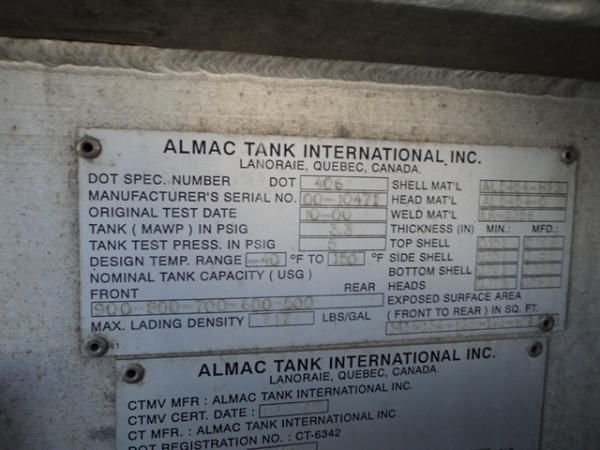 ALMAC TANK INTERNATIONAL, INC.
LANORAIE, QUEBEC, CANADA.
DOT SPEC. NUMBER DOT 406 SHELL MAT'L
MANUFACTURER'S SERIAL NO. 00-10471 HEAD MAT'L
ORIGINAL TEST DATE 10-00 WELD MAT'L
TANK ( MAWP ) IN PSIG 3.3 THICKNESS (IN) MIN.: MFD.:
TANK TEST PRESS. IN PSIG 5 TOP SHELL
DESIGN TEMP. RANGE -40 °F TO 150 °F SIDE SHELL
NOMINAL TANK CAPACITY ( USG ) BOTTOM SHELL
FRONT REAR HEADS
900-800-700-600-500 EXPOSED SURFACE AREA
MAX. LADING DENSITY LBS/GAL ( FRONT TO REAR ) IN SQ. FT.
ALMAC TANK INTERNATIONAL INC.
LANORAIE, QUEBEC, CANADA
CTMV MFR : ALMAC TANK INTERNATIONAL INC.
CTMV CERT. DATE :
CT MFR. : ALMAC TANK INTERNATIONAL INC.
DOT REGISTRATION NO. : CT-6342